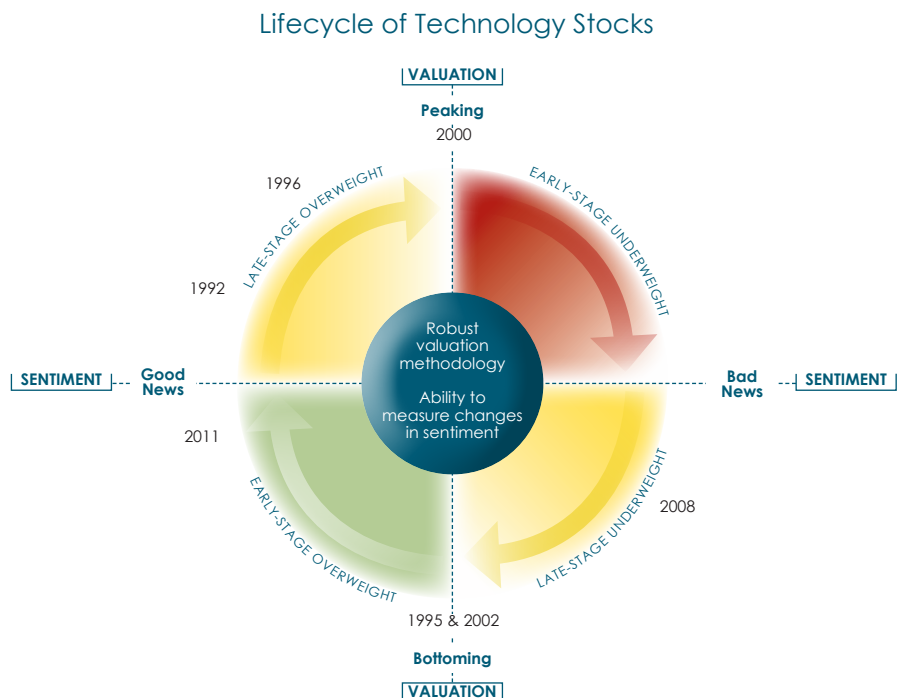 Lifecycle of Technology Stocks
VALUATION
Peaking
2000
1996
LATE-STAGE OVERWEIGHT
EARLY-STAGE UNDERWEIGHT
1992
Robust
valuation
methodology
Ability to
measure changes
in sentiment
SENTIMENT
Good
News
Bad
News
SENTIMENT
2011
EARLY-STAGE OVERWEIGHT
LATE-STAGE UNDERWEIGHT
2008
1995 & 2002
Bottoming
VALUATION